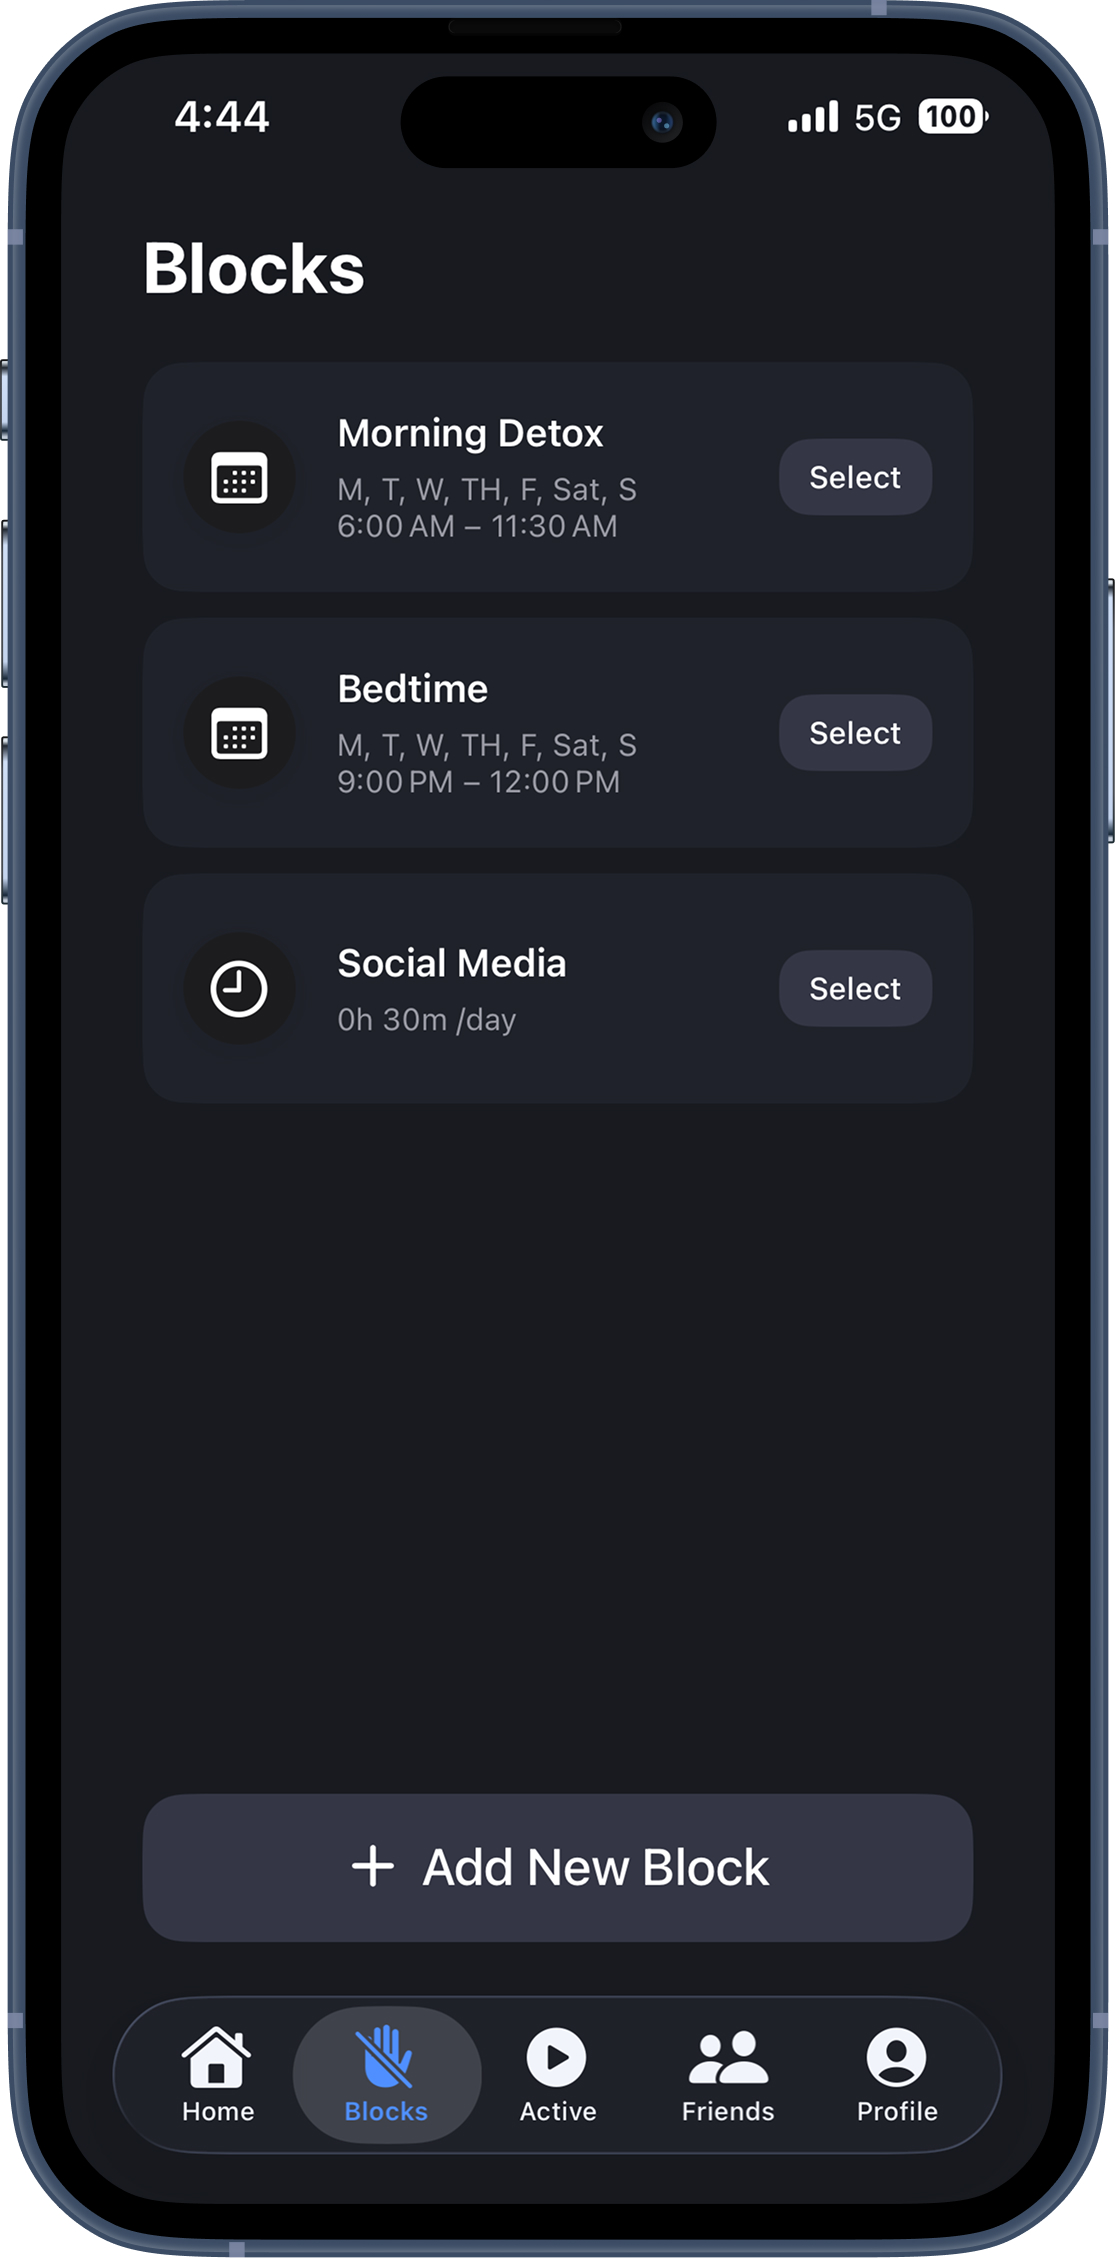 4:44
5G 100
Blocks
Morning Detox
M, T, W, TH, F, Sat, S
6:00 AM – 11:30 AM
Select
Bedtime
M, T, W, TH, F, Sat, S
9:00 PM – 12:00 PM
Select
Social Media
0h 30m /day
Select
+ Add New Block
Home Blocks Active Friends Profile